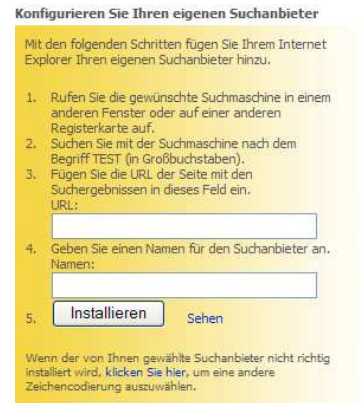 Konfigurieren Sie Ihren eigenen Suchanbieter
Mit den folgenden Schritten fügen Sie Ihrem Internet
Explorer Ihren eigenen Suchanbieter hinzu.
1. Rufen Sie die gewünschte Suchmaschine in einem
anderen Fenster oder auf einer anderen
Registerkarte auf.
2. Suchen Sie mit der Suchmaschine nach dem
Begriff TEST (in Großbuchstaben).
3. Fügen Sie die URL der Seite mit den
Suchergebnissen in dieses Feld ein.
URL:
4. Geben Sie einen Namen für den Suchanbieter an.
Namen:
5. Installieren Sehen
Wenn der von Ihnen gewählte Suchanbieter nicht richtig
installiert wird, klicken Sie hier, um eine andere
Zeichencodierung auszuwählen.